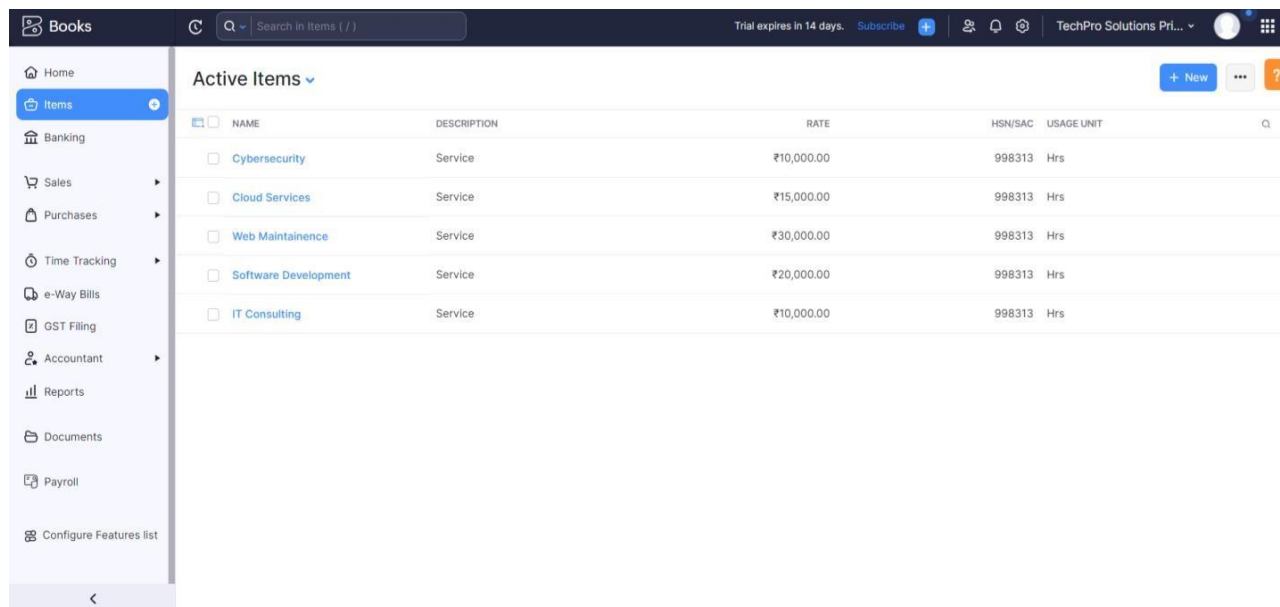 Books
Search in Items ( / )
Trial expires in 14 days. Subscribe
TechPro Solutions Pri...
Home
Items
Banking
Sales
Purchases
Time Tracking
e-Way Bills
GST Filing
Accountant
Reports
Documents
Payroll
Configure Features list
Active Items
+ New
?
NAME DESCRIPTION RATE HSN/SAC USAGE UNIT
Cybersecurity Service ₹10,000.00 998313 Hrs
Cloud Services Service ₹15,000.00 998313 Hrs
Web Maintainence Service ₹30,000.00 998313 Hrs
Software Development Service ₹20,000.00 998313 Hrs
IT Consulting Service ₹10,000.00 998313 Hrs